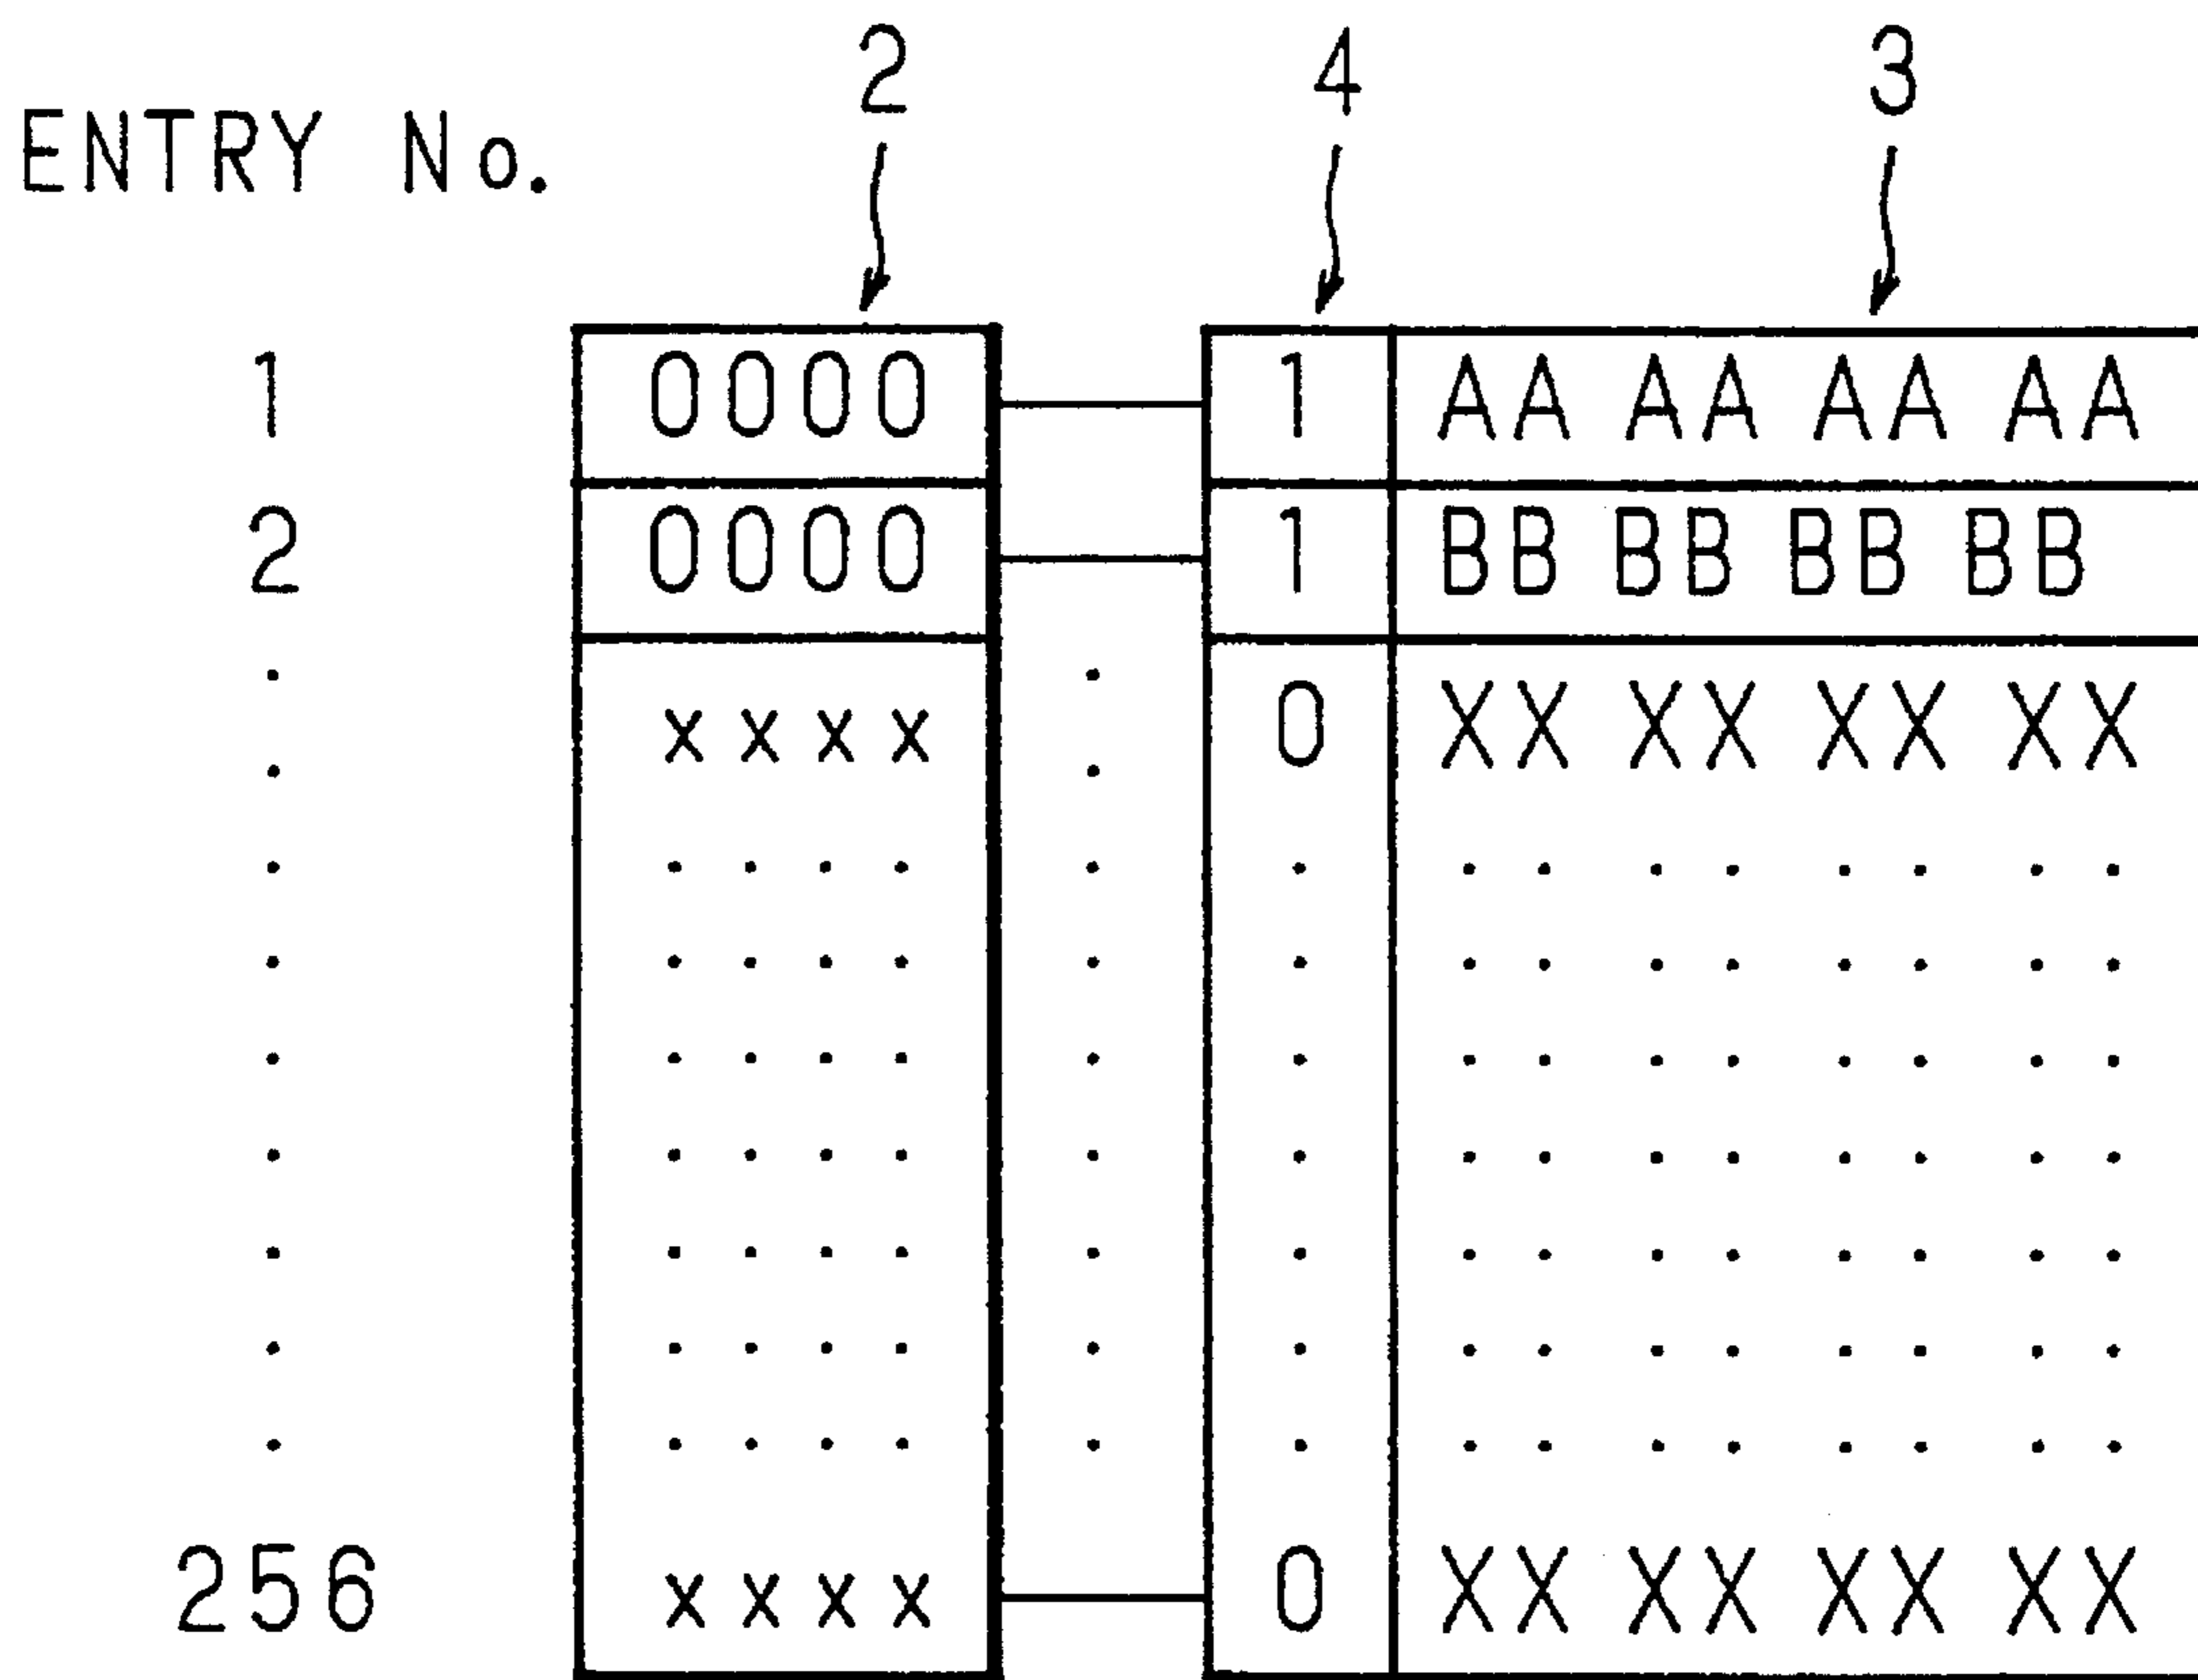 2 4 3
ENTRY No.
1 0000 1 AA AA AA AA
2 0000 1 BB BB BB BB
xxxx 0 XX XX XX XX
256 xxxx 0 XX XX XX XX